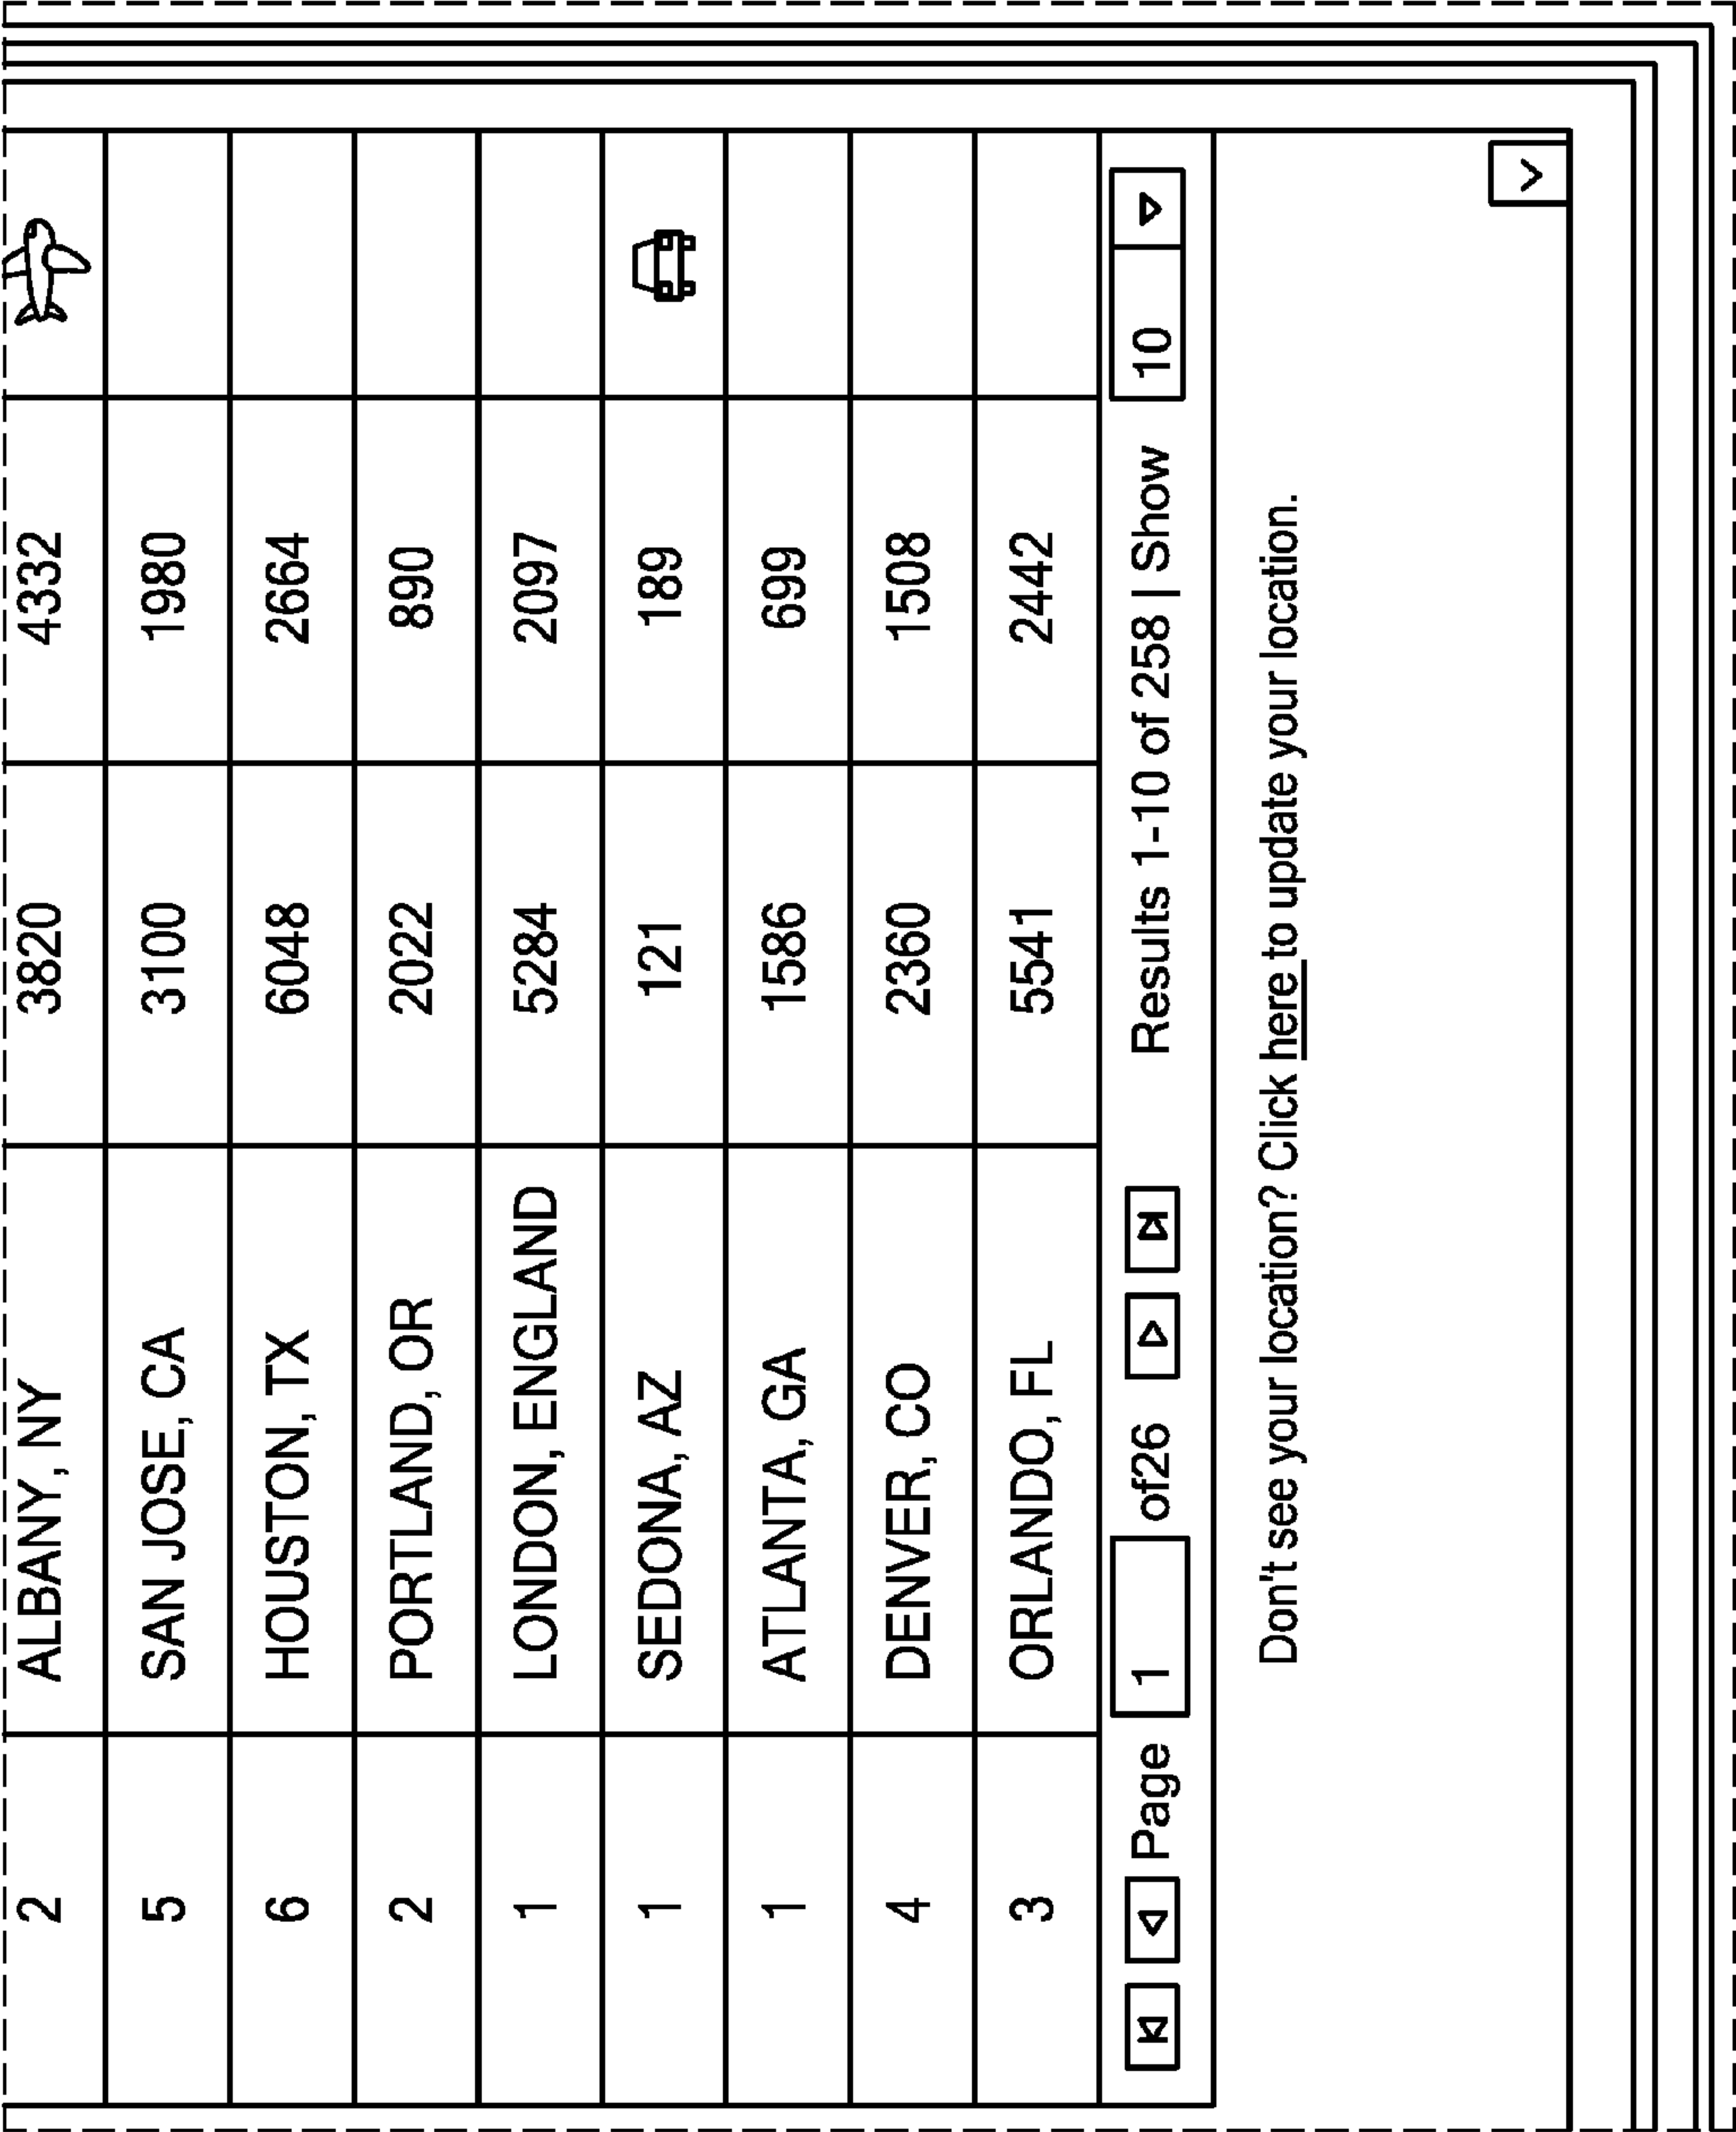 2 ALBANY, NY 3820 4332
5 SAN JOSE, CA 3100 1980
6 HOUSTON, TX 6048 2664
2 PORTLAND, OR 2022 890
1 LONDON, ENGLAND 5284 2097
1 SEDONA, AZ 121 189
1 ATLANTA, GA 1586 699
4 DENVER, CO 2360 1508
3 ORLANDO, FL 5541 2442
Page 1 of26 Results 1-10 of 258 | Show 10
Don't see your location? Click here to update your location.